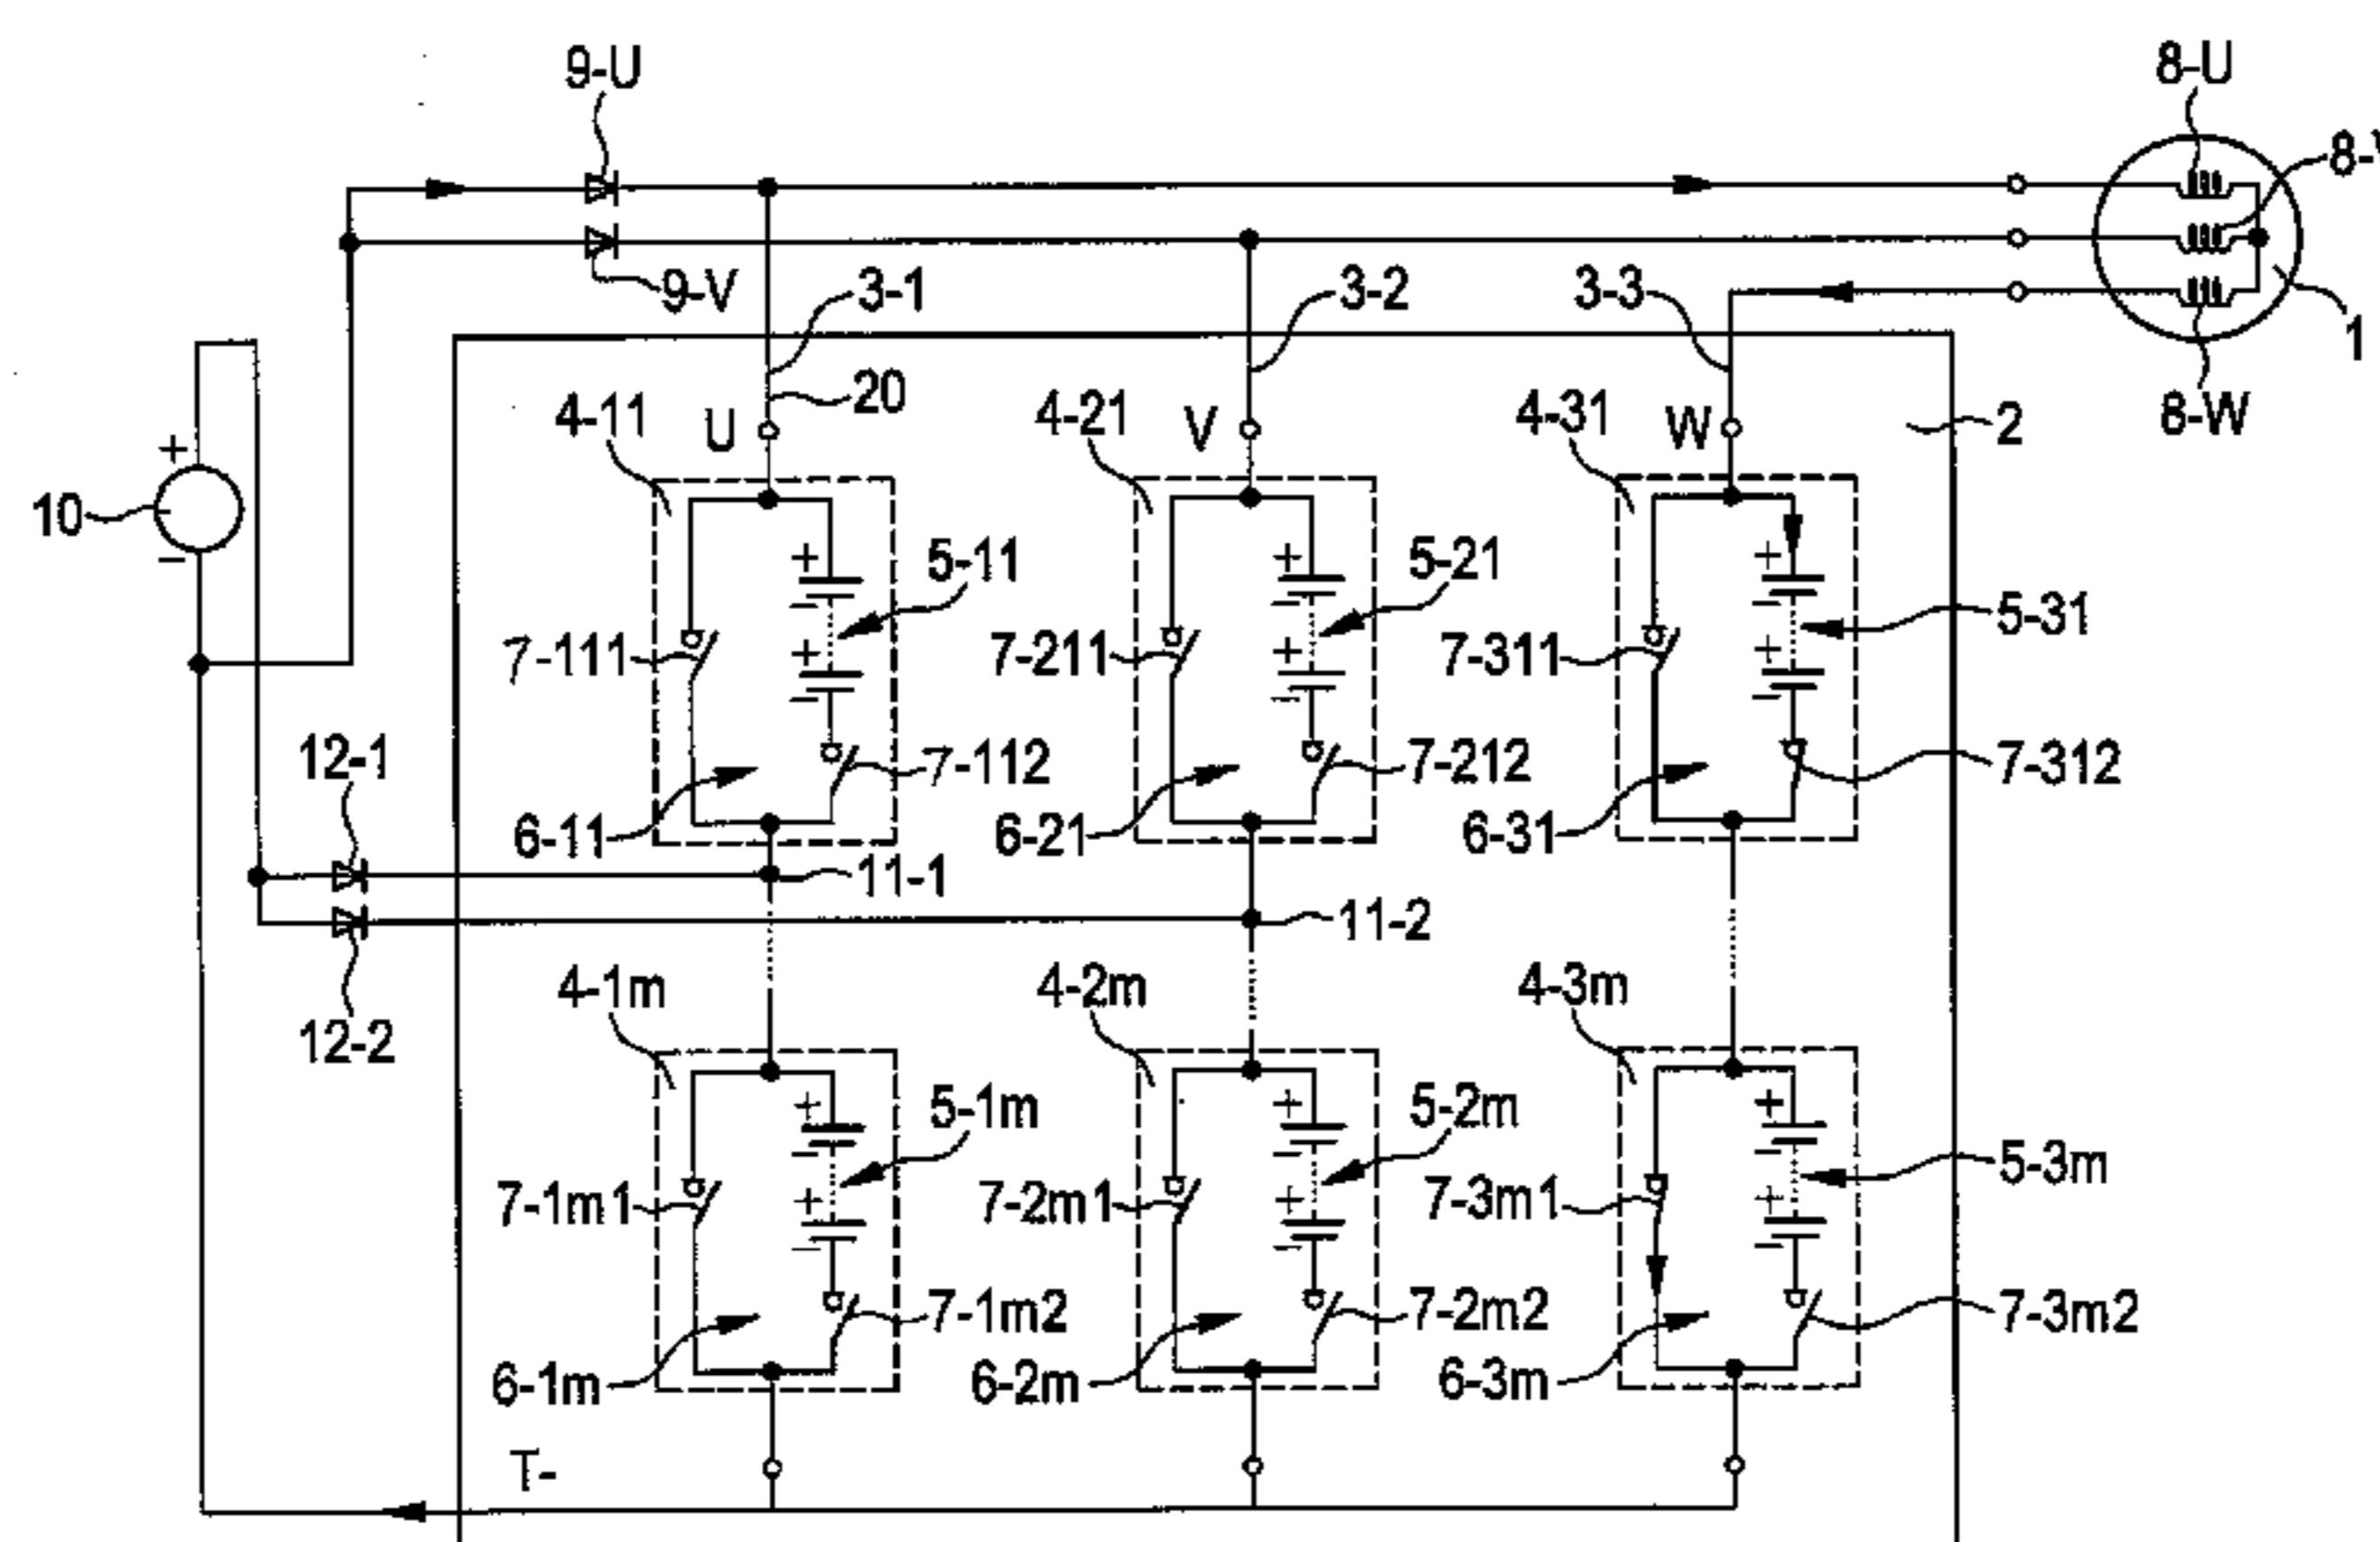 9-U
8-U
8-V
9-V
3-1
3-2
3-3
1
20
4-11
U
4-21
V
4-31
W
2
8-W
+
10
−
+
5-11
+
5-21
+
5-31
−
−
−
7-111
+
7-211
+
7-311
+
−
−
−
12-1
7-112
7-212
7-312
6-11
6-21
6-31
11-1
11-2
4-1m
4-2m
4-3m
12-2
+
5-1m
+
5-2m
+
5-3m
−
−
−
7-1m1
+
7-2m1
+
7-3m1
+
−
−
−
7-1m2
7-2m2
7-3m2
6-1m
6-2m
6-3m
T-